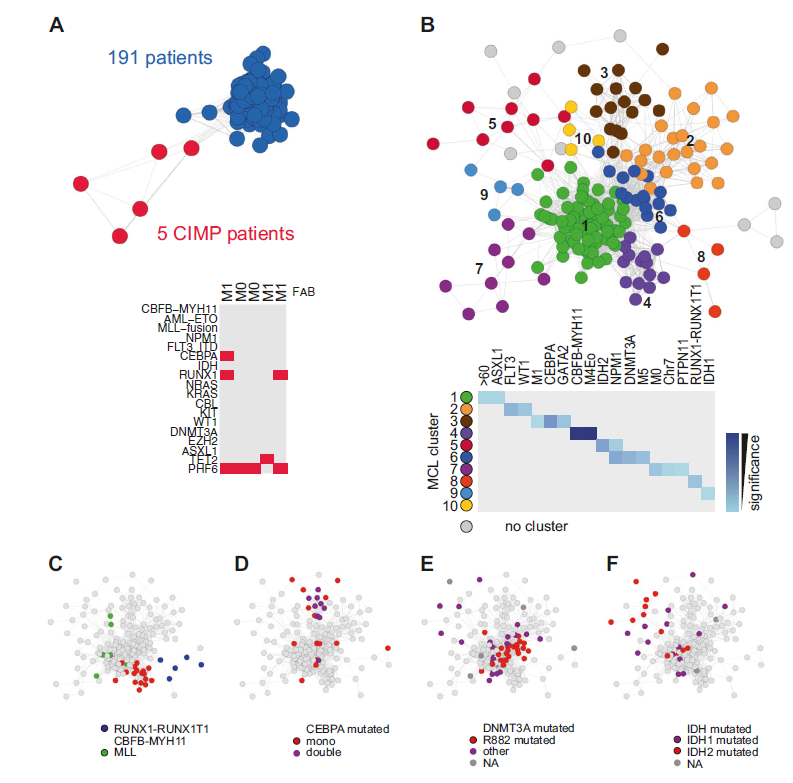 A
191 patients
5 CIMP patients
M1 M0 M0 M1 M1 FAB
CBFB–MYH11
AML–ETO
MLL–fusion
NPM1
FLT3_ITD
CEBPA
IDH
RUNX1
NRAS
KRAS
CBL
KIT
WT1
DNMT3A
EZH2
ASXL1
TET2
PHF6
B
3
5
10
2
9
1
6
7
8
4
>60
ASXL1
FLT3
WT1
M1
CEBPA
GATA2
CBFB-MYH11
M4Eo
IDH2
NPM1
DNMT3A
M5
M0
Chr7
PTPN11
RUNX1-RUNX1T1
IDH1
MCL cluster
1
2
3
4
5
6
7
8
9
10
significance
no cluster
C
RUNX1-RUNX1T1
CBFB-MYH11
MLL
D
CEBPA mutated
mono
double
E
DNMT3A mutated
R882 mutated
other
NA
F
IDH mutated
IDH1 mutated
IDH2 mutated
NA